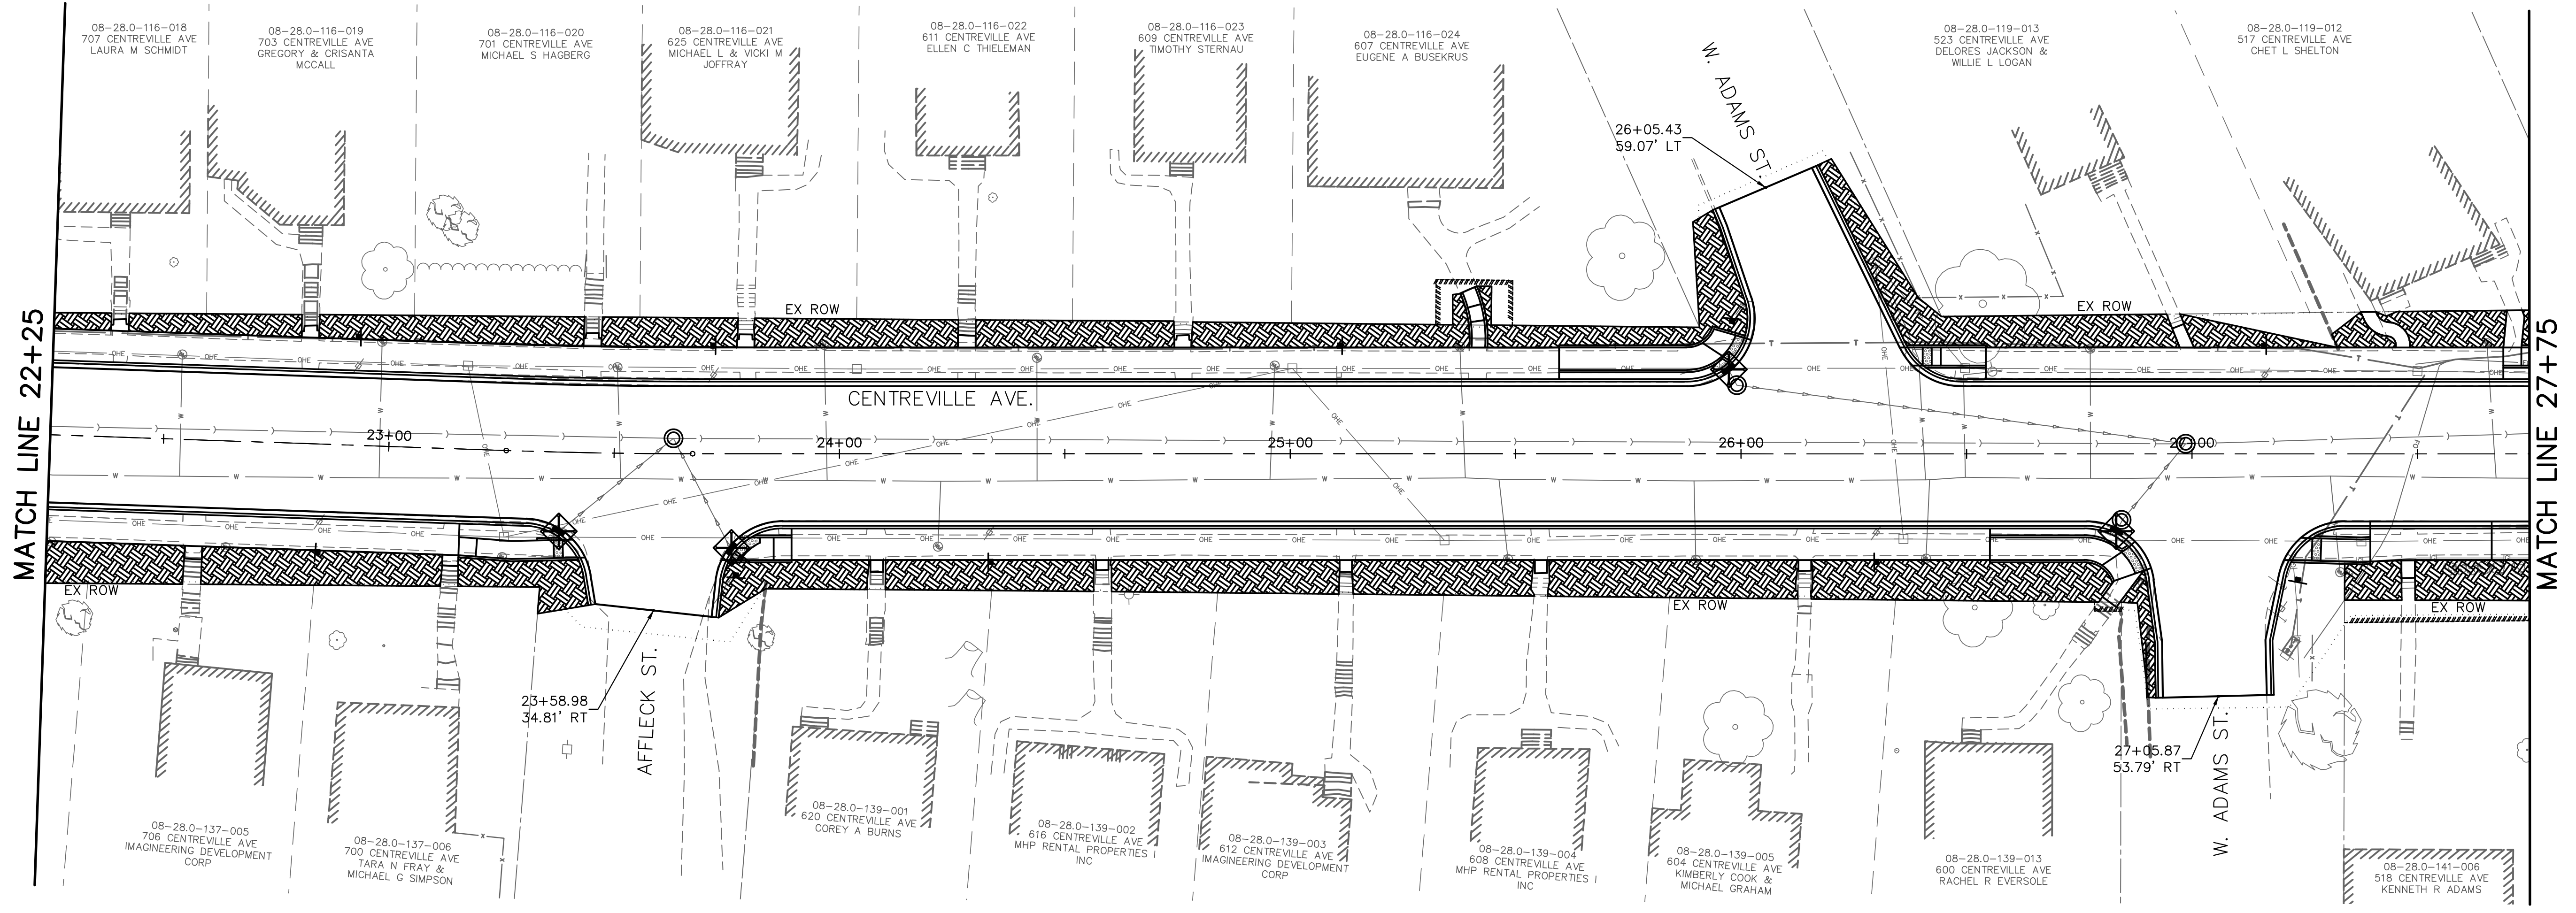 08-28.0-116-018
707 CENTREVILLE AVE
LAURA M SCHMIDT
08-28.0-116-019
703 CENTREVILLE AVE
GREGORY & CRISANTA
MCCALL
08-28.0-116-020
701 CENTREVILLE AVE
MICHAEL S HAGBERG
08-28.0-116-021
625 CENTREVILLE AVE
MICHAEL L & VICKI M
JOFFRAY
08-28.0-116-022
611 CENTREVILLE AVE
ELLEN C THIELEMAN
08-28.0-116-023
609 CENTREVILLE AVE
TIMOTHY STERNAU
08-28.0-116-024
607 CENTREVILLE AVE
EUGENE A BUSEKRUS
W. ADAMS ST.
26+05.43
59.07' LT
08-28.0-119-013
523 CENTREVILLE AVE
DELORES JACKSON &
WILLIE L LOGAN
08-28.0-119-012
517 CENTREVILLE AVE
CHET L SHELTON
MATCH LINE 22+25
EX ROW
EX ROW
CENTREVILLE AVE.
23+00
24+00
25+00
26+00
27+00
MATCH LINE 27+75
EX ROW
EX ROW
EX ROW
23+58.98
34.81' RT
AFFLECK ST.
27+05.87
53.79' RT
W. ADAMS ST.
08-28.0-137-005
706 CENTREVILLE AVE
IMAGINEERING DEVELOPMENT
CORP
08-28.0-137-006
700 CENTREVILLE AVE
TARA N FRAY &
MICHAEL G SIMPSON
08-28.0-139-001
620 CENTREVILLE AVE
COREY A BURNS
08-28.0-139-002
616 CENTREVILLE AVE
MHP RENTAL PROPERTIES I
INC
08-28.0-139-003
612 CENTREVILLE AVE
IMAGINEERING DEVELOPMENT
CORP
08-28.0-139-004
608 CENTREVILLE AVE
MHP RENTAL PROPERTIES I
INC
08-28.0-139-005
604 CENTREVILLE AVE
KIMBERLY COOK &
MICHAEL GRAHAM
08-28.0-139-013
600 CENTREVILLE AVE
RACHEL R EVERSOLE
08-28.0-141-006
518 CENTREVILLE AVE
KENNETH R ADAMS